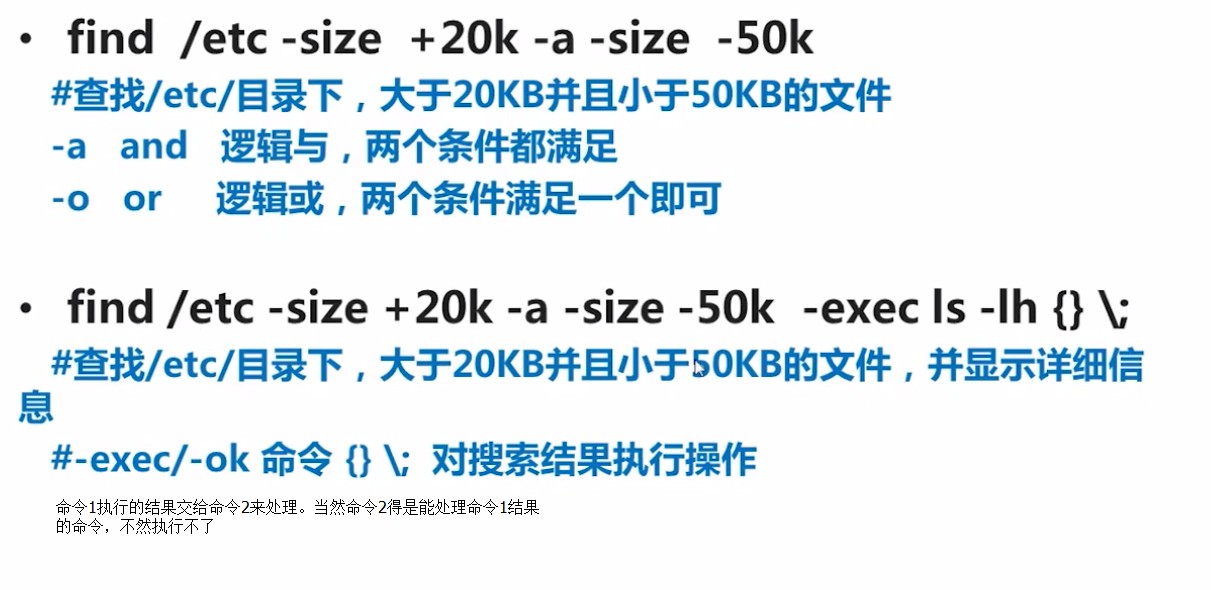 • find /etc -size +20k -a -size -50k
#查找/etc/目录下，大于20KB并且小于50KB的文件
-a and 逻辑与，两个条件都满足
-o or 逻辑或，两个条件满足一个即可
• find /etc -size +20k -a -size -50k -exec ls -lh {} \;
#查找/etc/目录下，大于20KB并且小于50KB的文件，并显示详细信
息
#-exec/-ok 命令 {} \; 对搜索结果执行操作
命令1执行的结果交给命令2来处理。当然命令2得是能处理命令1结果
的命令，不然执行不了